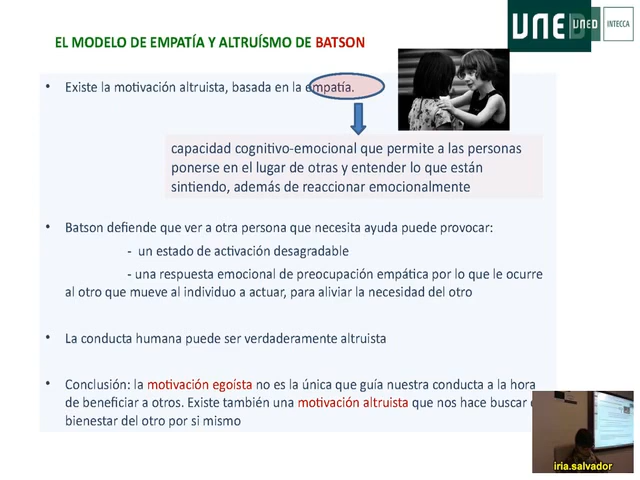 UNED
UNED
INTECCA
EL MODELO DE EMPATÍA Y ALTRUÍSMO DE BATSON
• Existe la motivación altruista, basada en la empatía.
capacidad cognitivo-emocional que permite a las personas
ponerse en el lugar de otras y entender lo que están
sintiendo, además de reaccionar emocionalmente
• Batson defiende que ver a otra persona que necesita ayuda puede provocar:
- un estado de activación desagradable
- una respuesta emocional de preocupación empática por lo que le ocurre
al otro que mueve al individuo a actuar, para aliviar la necesidad del otro
• La conducta humana puede ser verdaderamente altruista
• Conclusión: la motivación egoísta no es la única que guía nuestra conducta a la hora
de beneficiar a otros. Existe también una motivación altruista que nos hace buscar
bienestar del otro por si mismo
iria.salvador